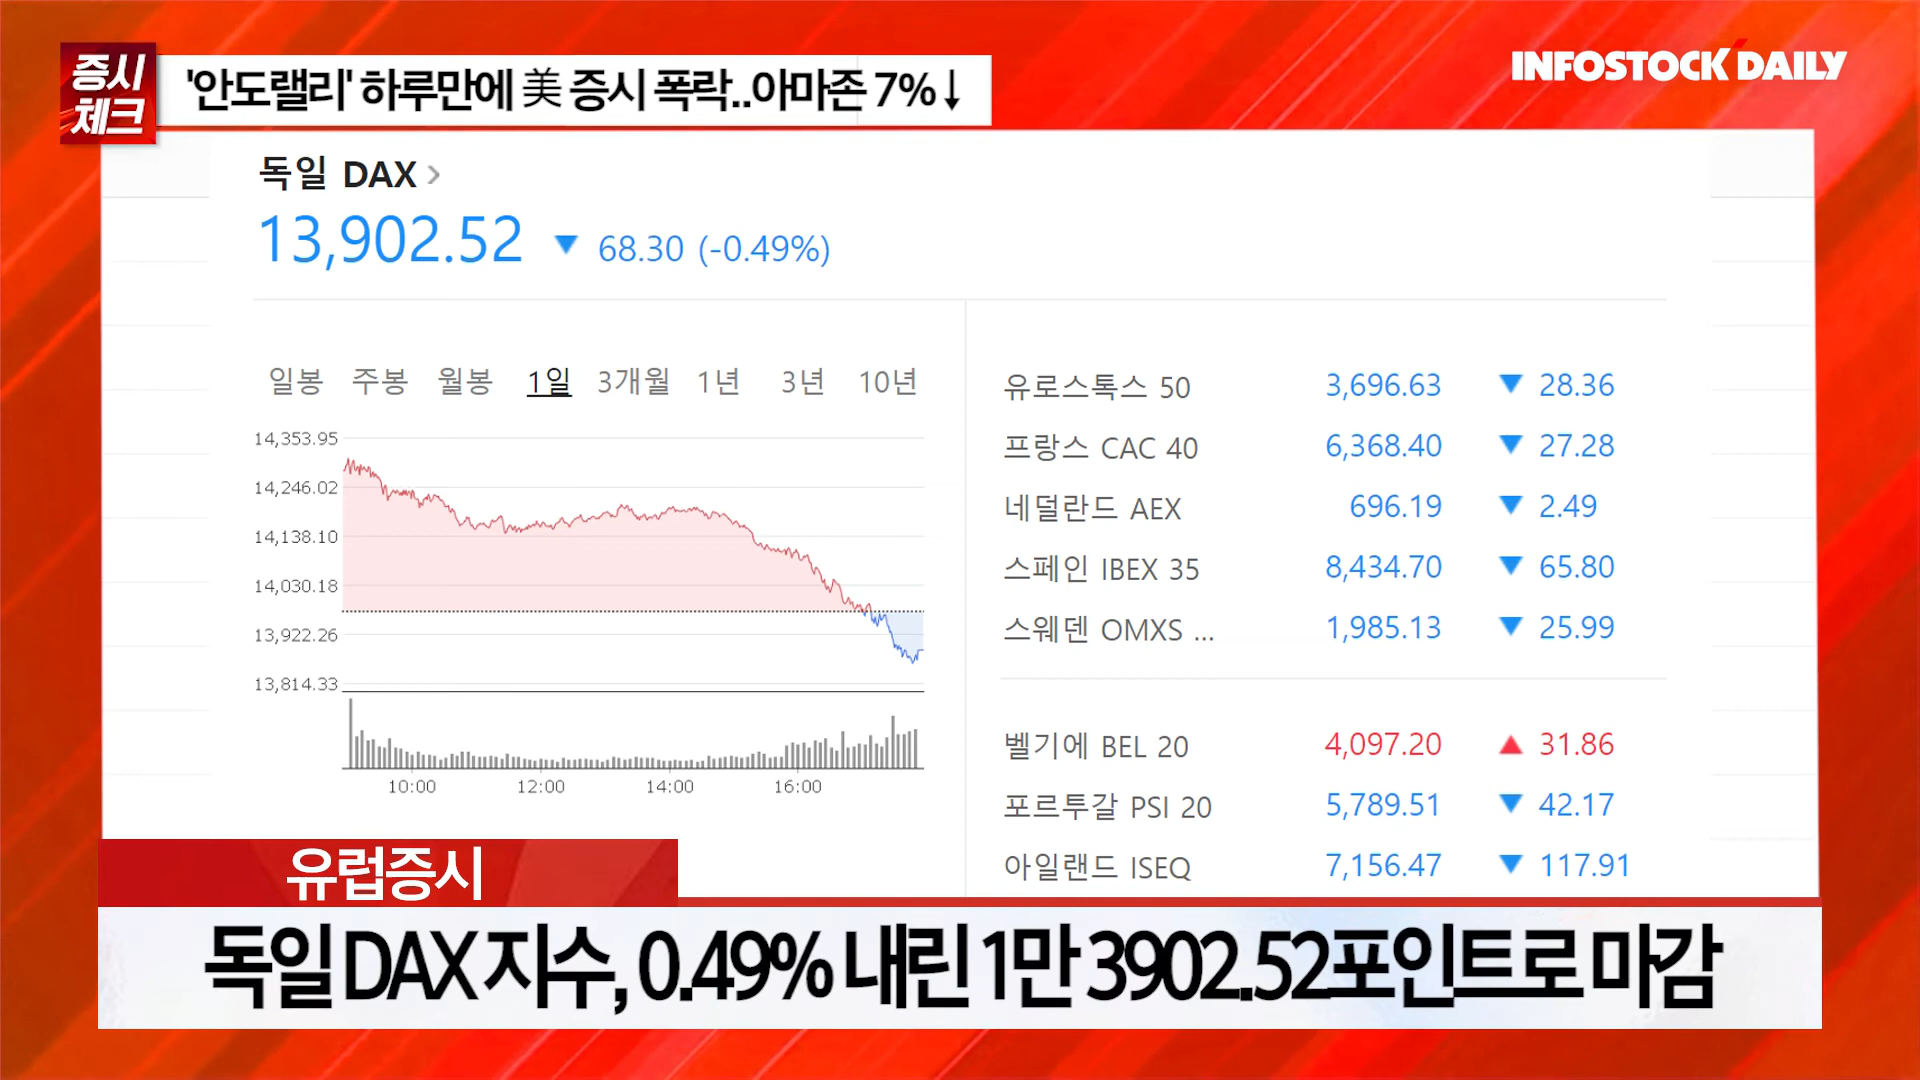 증시
체크
'안도랠리' 하루만에 美 증시 폭락..아마존 7%↓
INFOSTOCK DAILY
독일 DAX >
13,902.52 ▼ 68.30 (-0.49%)
일봉 주봉 월봉 1일 3개월 1년 3년 10년
14,353.95
14,246.02
14,138.10
14,030.18
13,922.26
13,814.33
10:00 12:00 14:00 16:00
유로스톡스 50 3,696.63 ▼ 28.36
프랑스 CAC 40 6,368.40 ▼ 27.28
네덜란드 AEX 696.19 ▼ 2.49
스페인 IBEX 35 8,434.70 ▼ 65.80
스웨덴 OMXS ... 1,985.13 ▼ 25.99
벨기에 BEL 20 4,097.20 ▲ 31.86
포르투갈 PSI 20 5,789.51 ▼ 42.17
아일랜드 ISEQ 7,156.47 ▼ 117.91
유럽증시
독일 DAX 지수, 0.49% 내린 1만 3902.52포인트로 마감